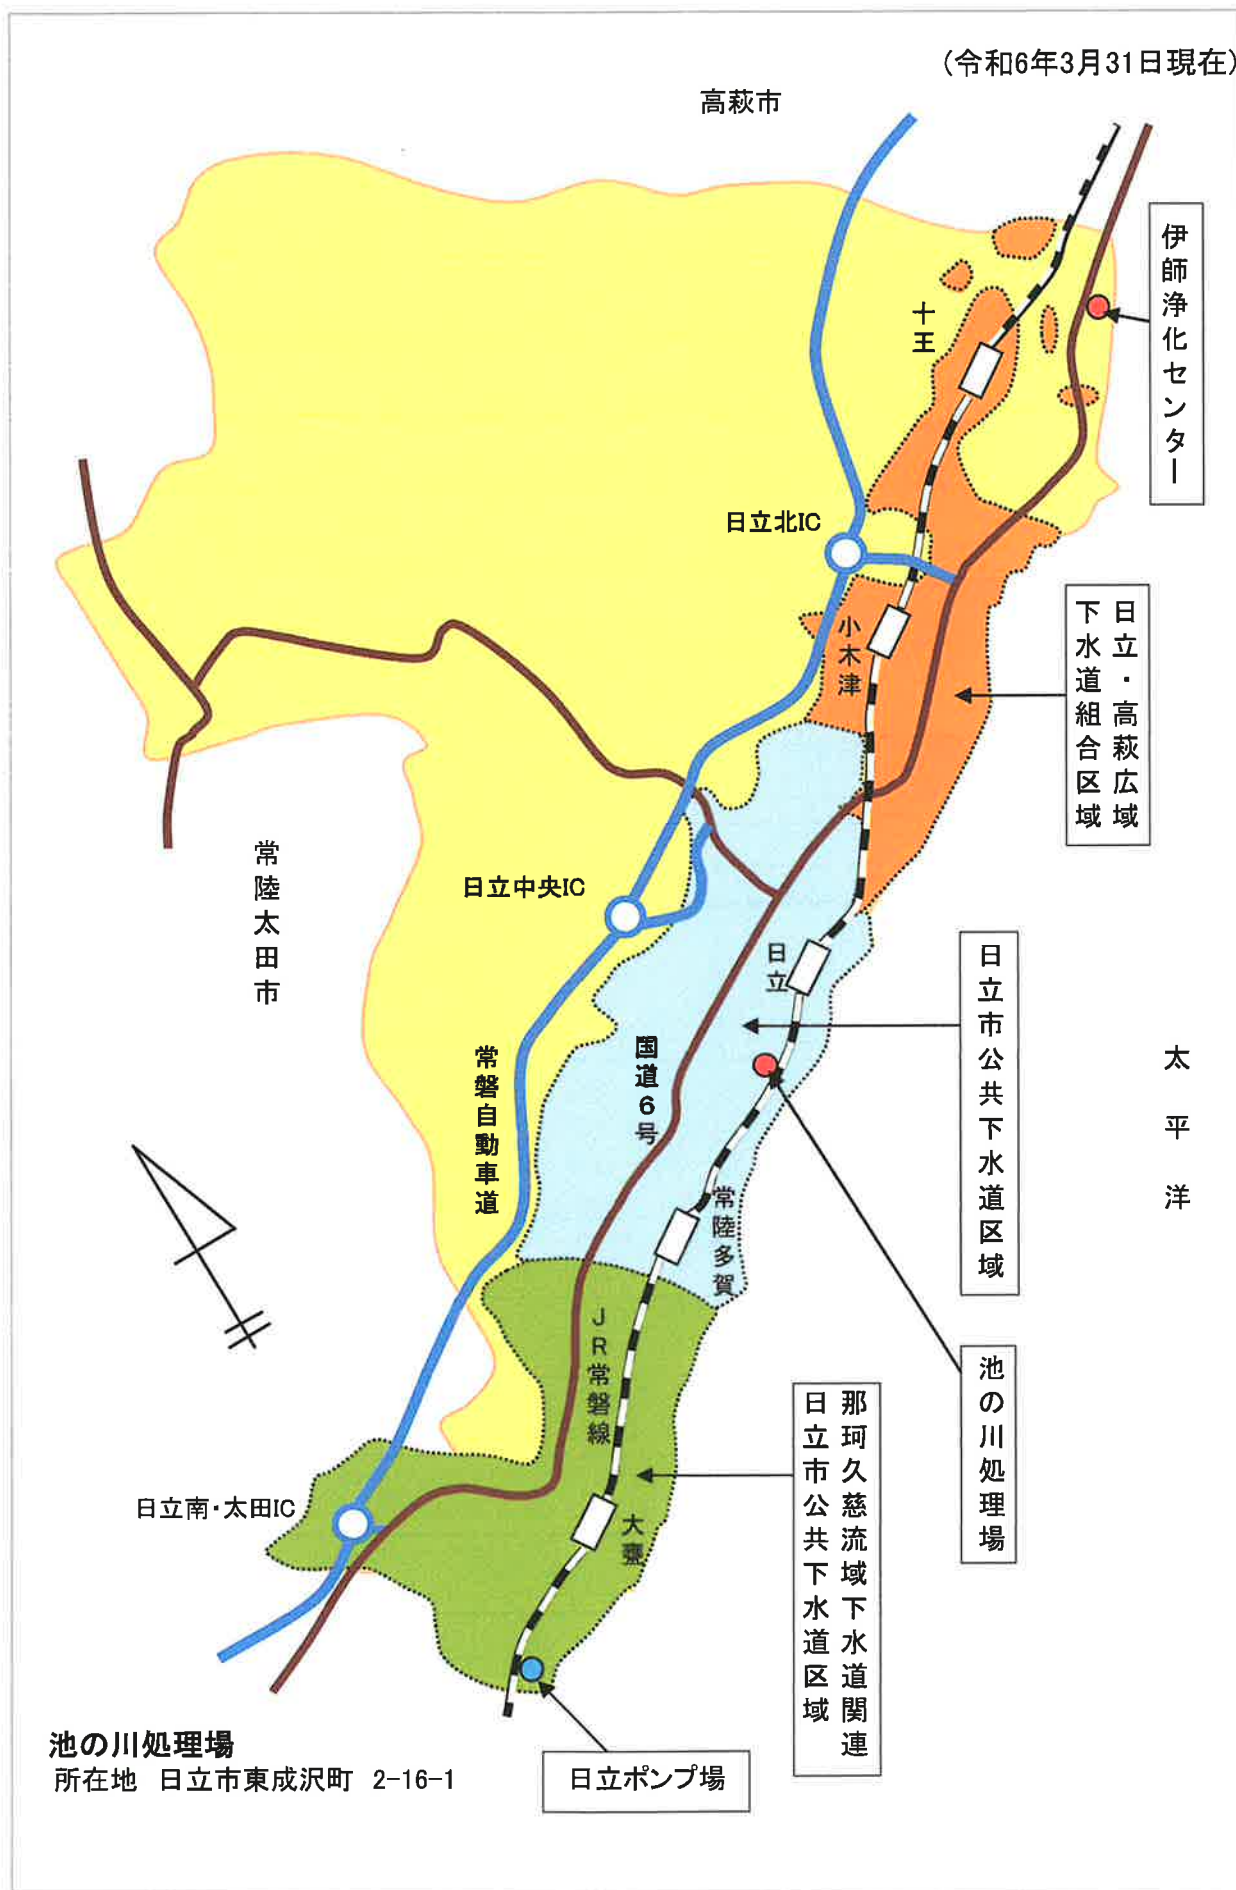 (令和6年3月31日現在)
高萩市
伊師浄化センター
十王
日立北IC
小木津
日立・高萩広域
下水道組合区域
常陸太田市
日立中央IC
日立
日立市公共下水道区域
太平洋
国道6号
常磐自動車道
常陸多賀
JR常磐線
池の川処理場
那珂久慈流域下水道関連
日立市公共下水道区域
日立南・太田IC
大甕
池の川処理場
所在地 日立市東成沢町 2-16-1
日立ポンプ場